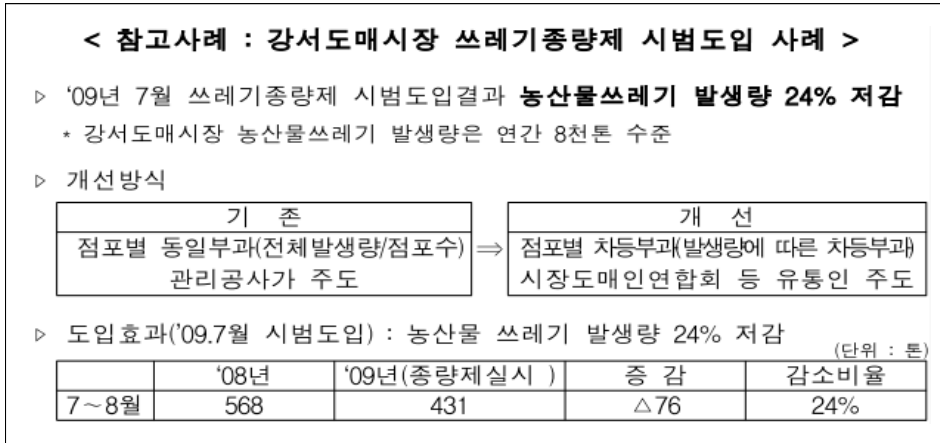 < 참고사례 : 강서도매시장 쓰레기종량제 시범도입 사례 >
▷ ‘09년 7월 쓰레기종량제 시범도입결과 농산물쓰레기 발생량 24% 저감
* 강서도매시장 농산물쓰레기 발생량은 연간 8천톤 수준
▷ 개선방식
기 존 개 선
점포별 동일부과(전체발생량/점포수) ⇒ 점포별 차등부과(발생량에 따른 차등부과)
관리공사가 주도 시장도매인연합회 등 유통인 주도
▷ 도입효과(’09.7월 시범도입) : 농산물 쓰레기 발생량 24% 저감
(단위 : 톤)
‘08년 ‘09년(종량제실시 ) 증 감 감소비율
7～8월 568 431 △76 24%